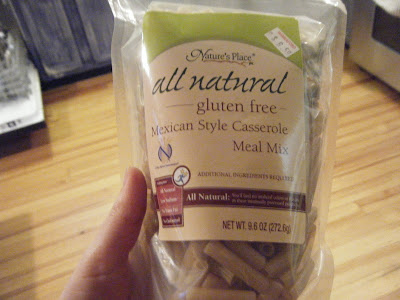 Nature's Place
all natural
gluten free
Mexican Style Casserole
Meal Mix
ADDITIONAL INGREDIENTS REQUIRED
All Natural:
NET WT. 9.6 OZ (272.6g)